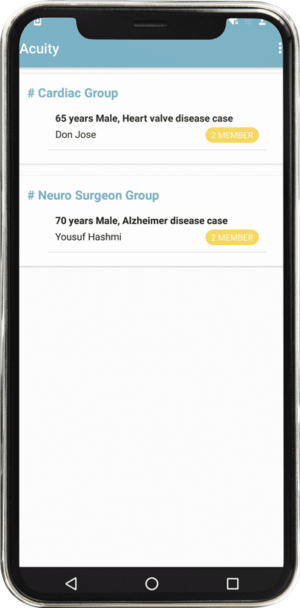 Acuity
# Cardiac Group
65 years Male, Heart valve disease case
Don Jose
2 MEMBER
# Neuro Surgeon Group
70 years Male, Alzheimer disease case
Yousuf Hashmi
2 MEMBER